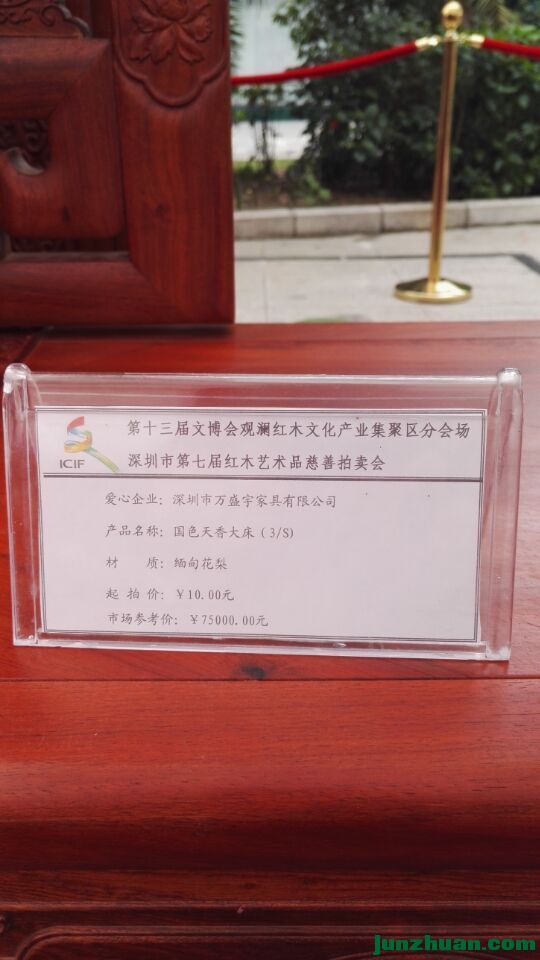 第十三届文博会观澜红木文化产业集聚区分会场
ICIF
深圳市第七届红木艺术品慈善拍卖会
爱心企业：深圳市万盛宇家具有限公司
产品名称：国色天香大床（3/S)
材 质：缅甸花梨
起 拍 价：￥10.00元
市场参考价：￥75000.00元
junzhuan.com